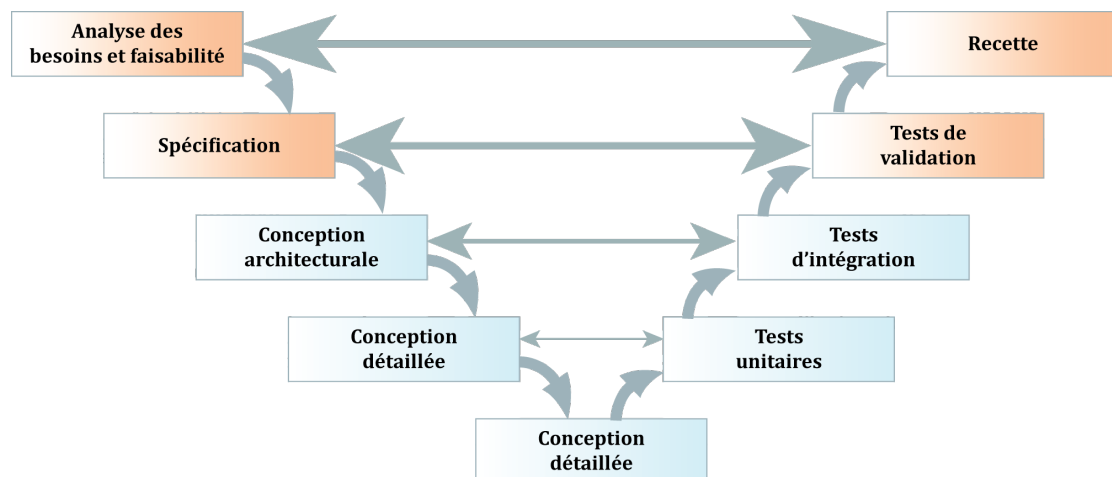 Analyse des
besoins et faisabilité
Recette
Spécification
Tests de
validation
Conception
architecturale
Tests
d’intégration
Conception
détaillée
Tests
unitaires
Conception
détaillée